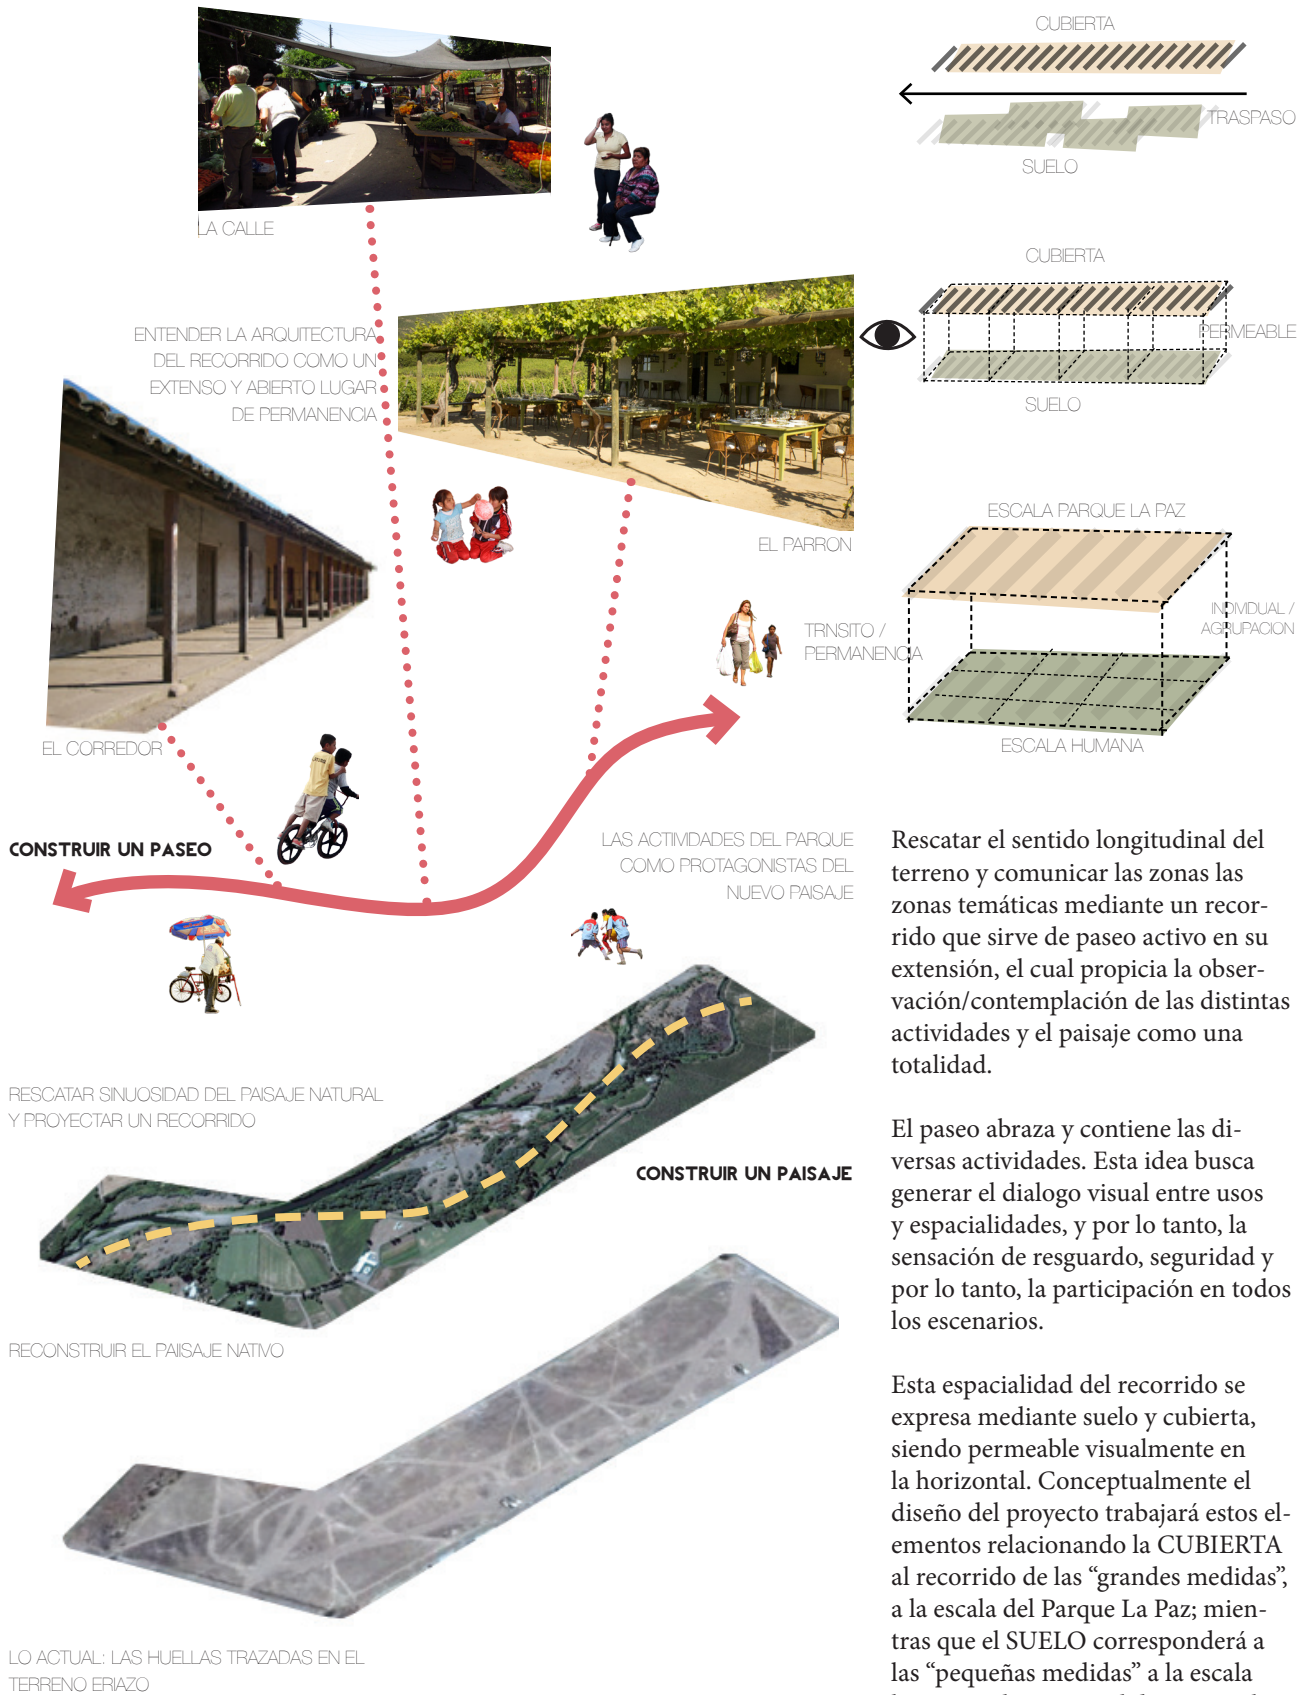 CUBIERTA
TRASPASO
SUELO
LA CALLE
CUBIERTA
PERMEABLE
SUELO
ENTENDER LA ARQUITECTURA
DEL RECORRIDO COMO UN
EXTENSO Y ABIERTO LUGAR
DE PERMANENCIA
EL PARRON
ESCALA PARQUE LA PAZ
INDIVIDUAL /
AGRUPACION
ESCALA HUMANA
TRNSITO /
PERMANENCIA
EL CORREDOR
CONSTRUIR UN PASEO
LAS ACTIVIDADES DEL PARQUE
COMO PROTAGONISTAS DEL
NUEVO PAISAJE
RESCATAR SINUOSIDAD DEL PAISAJE NATURAL
Y PROYECTAR UN RECORRIDO
CONSTRUIR UN PAISAJE
RECONSTRUIR EL PAIISAJE NATIVO
LO ACTUAL: LAS HUELLAS TRAZADAS EN EL
TERRENO ERIAZO
Rescatar el sentido longitudinal del
terreno y comunicar las zonas las
zonas temáticas mediante un recor-
rido que sirve de paseo activo en su
extensión, el cual propicia la obser-
vación/contemplación de las distintas
actividades y el paisaje como una
totalidad.
El paseo abraza y contiene las di-
versas actividades. Esta idea busca
generar el dialogo visual entre usos
y espacialidades, y por lo tanto, la
sensación de resguardo, seguridad y
por lo tanto, la participación en todos
los escenarios.
Esta espacialidad del recorrido se
expresa mediante suelo y cubierta,
siendo permeable visualmente en
la horizontal. Conceptualmente el
diseño del proyecto trabajará estos el-
ementos relacionando la CUBIERTA
al recorrido de las “grandes medidas”,
a la escala del Parque La Paz; mien-
tras que el SUELO corresponderá a
las “pequeñas medidas” a la escala